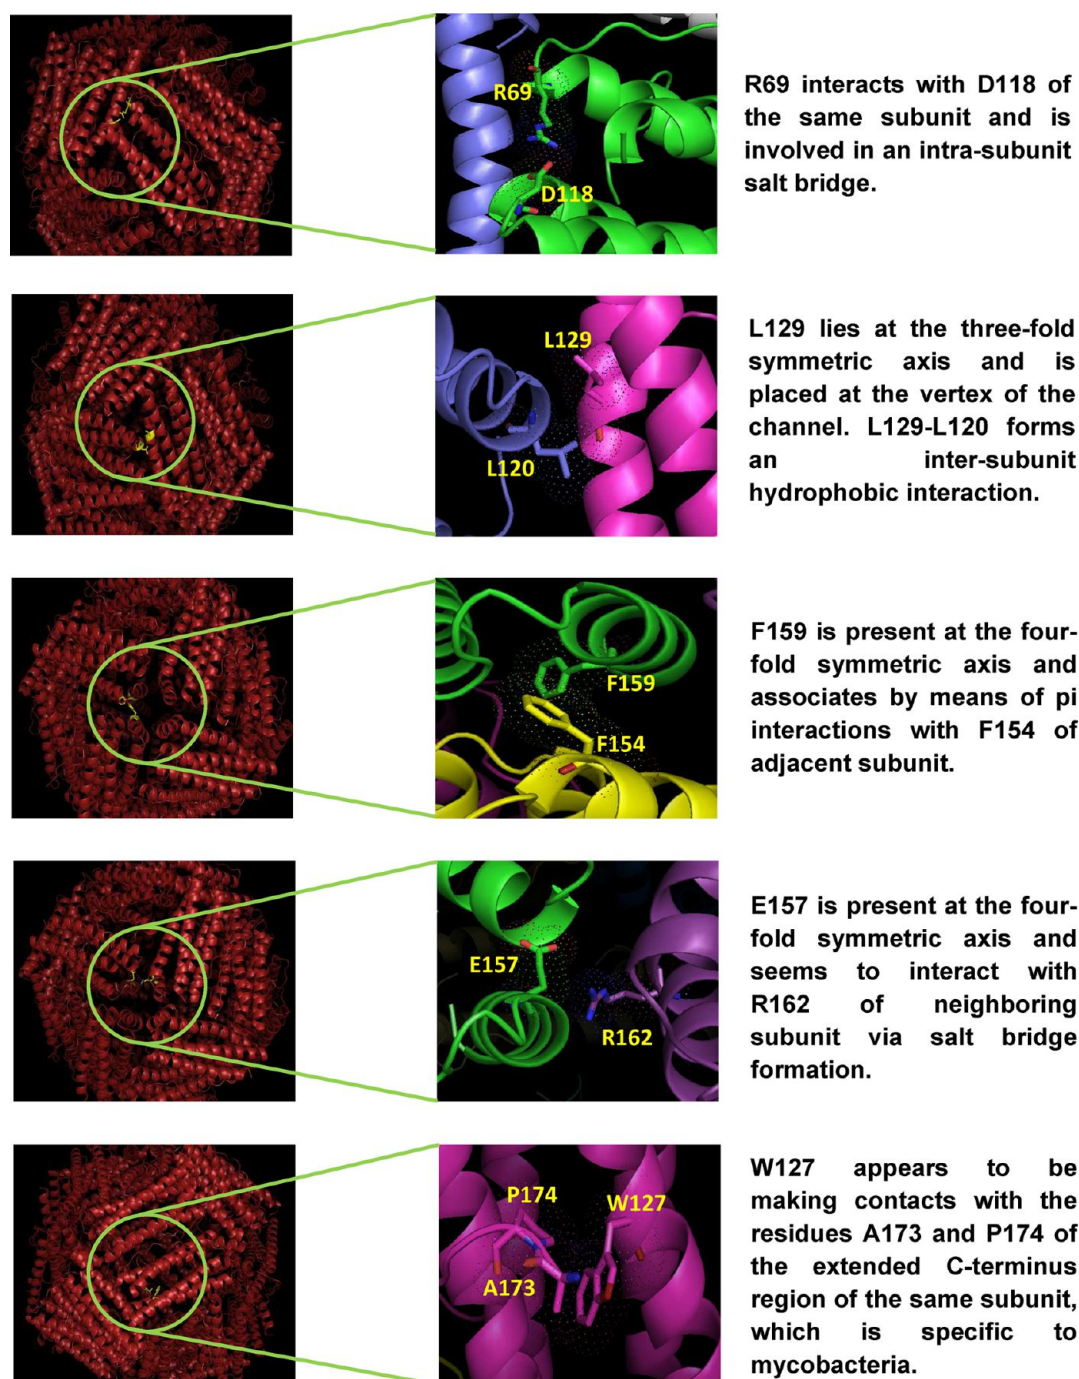 R69
D118
R69 interacts with D118 of
the same subunit and is
involved in an intra-subunit
salt bridge.
L129
L120
L129 lies at the three-fold
symmetric axis and is
placed at the vertex of the
channel. L129-L120 forms
an inter-subunit
hydrophobic interaction.
F159
F154
F159 is present at the four-
fold symmetric axis and
associates by means of pi
interactions with F154 of
adjacent subunit.
E157
R162
E157 is present at the four-
fold symmetric axis and
seems to interact with
R162 of neighboring
subunit via salt bridge
formation.
P174
W127
A173
W127 appears to be
making contacts with the
residues A173 and P174 of
the extended C-terminus
region of the same subunit,
which is specific to
mycobacteria.